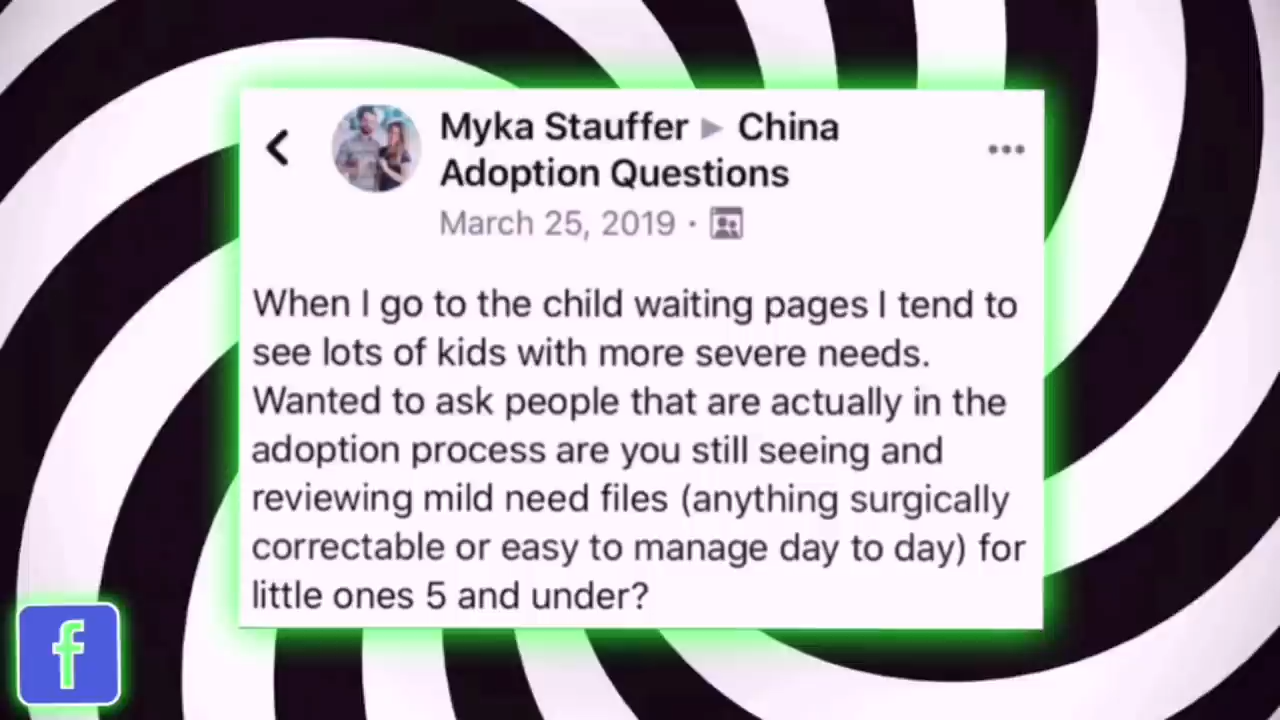 Myka Stauffer ▸ China
Adoption Questions
March 25, 2019 ·
When I go to the child waiting pages I tend to
see lots of kids with more severe needs.
Wanted to ask people that are actually in the
adoption process are you still seeing and
reviewing mild need files (anything surgically
correctable or easy to manage day to day) for
little ones 5 and under?
f